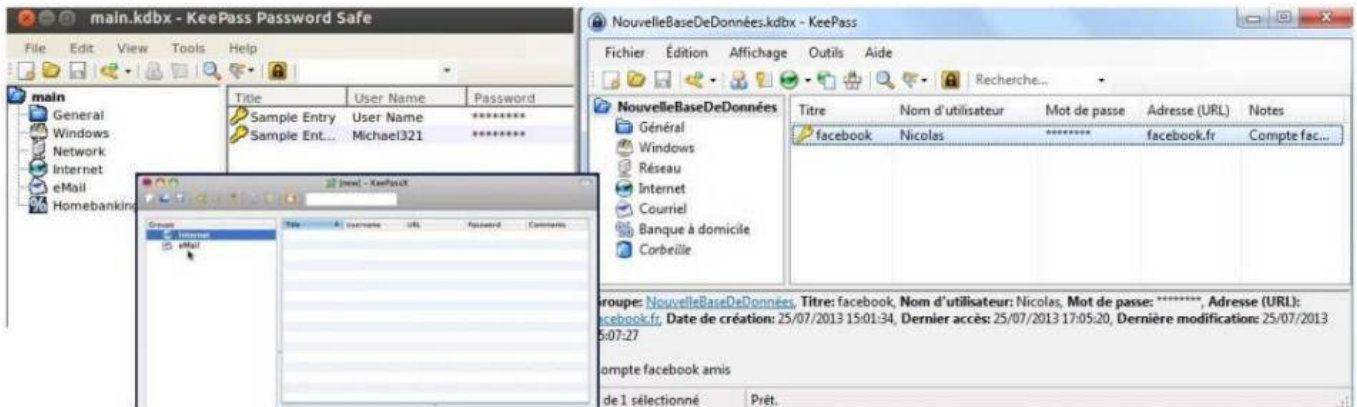 main.kdbx - KeePass Password Safe
File Edit View Tools Help
main
General
Windows
Network
Internet
eMail
Homebanking
Title User Name Password
Sample Entry User Name ********
Sample Ent... Michael321 ********
[new] - KeePassX
Groups
Internet
eMail
Title Username URL Password Comments
NouvelleBaseDeDonnées.kdbx - KeePass
Fichier Édition Affichage Outils Aide
Recherche...
NouvelleBaseDeDonnées
Général
Windows
Réseau
Internet
Courriel
Banque à domicile
Corbeille
Titre Nom d'utilisateur Mot de passe Adresse (URL) Notes
facebook Nicolas ******** facebook.fr Compte fac...
roupe: NouvelleBaseDeDonnées, Titre: facebook, Nom d'utilisateur: Nicolas, Mot de passe: ********, Adresse (URL):
acebook.fr, Date de création: 25/07/2013 15:01:34, Dernier accès: 25/07/2013 17:05:20, Dernière modification: 25/07/2013
5:07:27
ompte facebook amis
de 1 sélectionné Prêt.